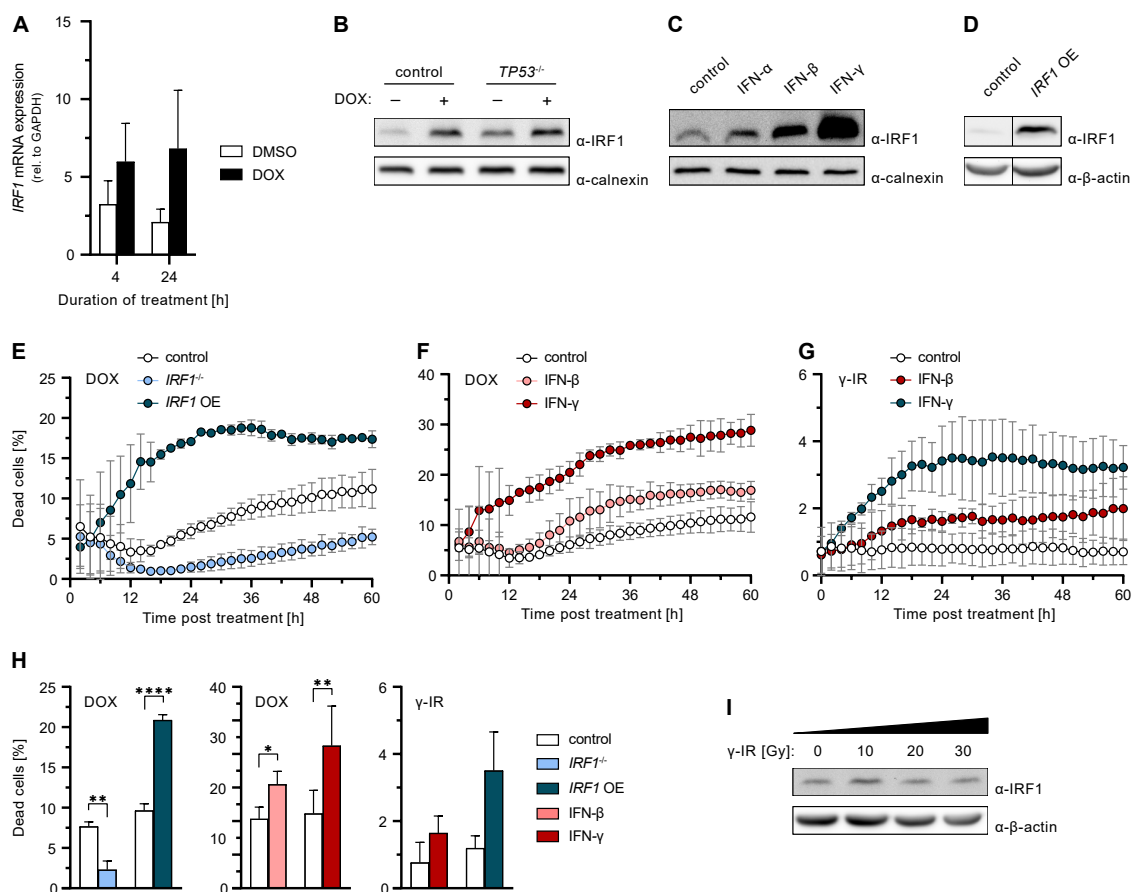 A
15
10
5
0
IRF1 mRNA expression
(rel. to GAPDH)
4
24
Duration of treatment [h]
DMSO
DOX
B
control
TP53-/-
DOX:
–
+
–
+
α-IRF1
α-calnexin
C
control
IFN-α
IFN-β
IFN-γ
α-IRF1
α-calnexin
D
control
IRF1 OE
α-IRF1
α-β-actin
E
control
IRF1-/-
IRF1 OE
DOX
25
20
15
10
5
0
Dead cells [%]
0
12
24
36
48
60
Time post treatment [h]
F
control
IFN-β
IFN-γ
DOX
40
30
20
10
0
0
12
24
36
48
60
Time post treatment [h]
G
control
IFN-β
IFN-γ
γ-IR
6
4
2
0
0
12
24
36
48
60
Time post treatment [h]
H
25
20
15
10
5
0
Dead cells [%]
DOX
**
****
40
30
20
10
0
DOX
*
**
6
4
2
0
γ-IR
control
IRF1-/-
IRF1 OE
IFN-β
IFN-γ
I
γ-IR [Gy]:
0
10
20
30
α-IRF1
α-β-actin